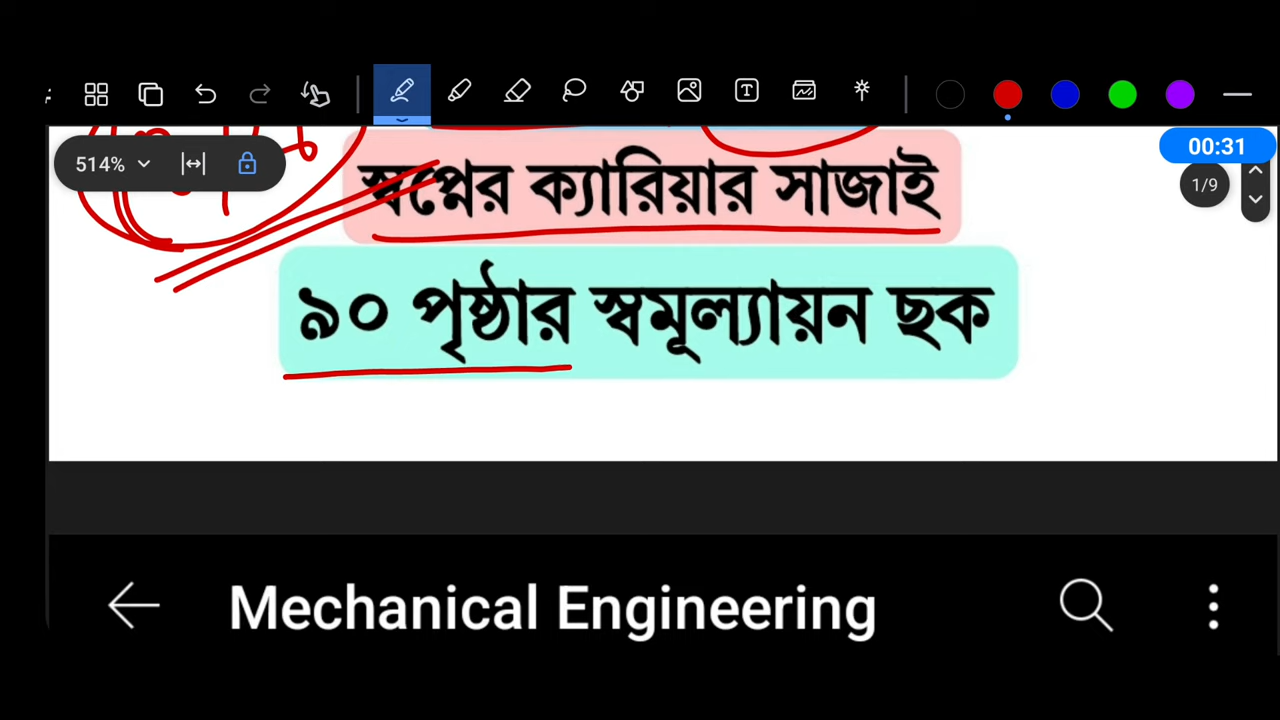 514%
00:31
1/9
স্বপ্নের ক্যারিয়ার সাজাই
৯০ পৃষ্ঠার স্বমূল্যায়ন ছক
Mechanical Engineering